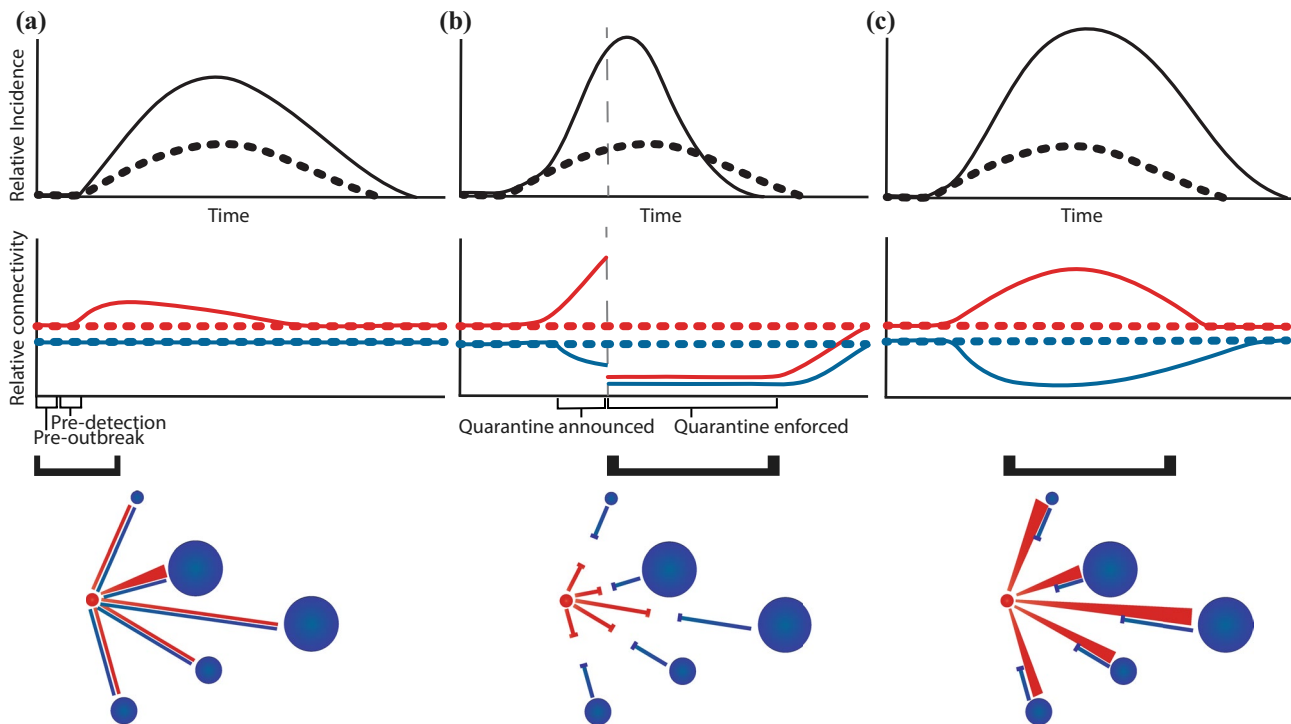 (a)
(b)
(c)
Relative Incidence
Time
Time
Time
Relative connectivity
Pre-detection
Pre-outbreak
Quarantine announced
Quarantine enforced